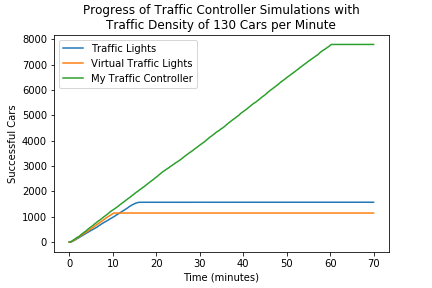 Progress of Traffic Controller Simulations with
Traffic Density of 130 Cars per Minute
Traffic Lights
Virtual Traffic Lights
My Traffic Controller
Successful Cars
8000
7000
6000
5000
4000
3000
2000
1000
0
0 10 20 30 40 50 60 70
Time (minutes)